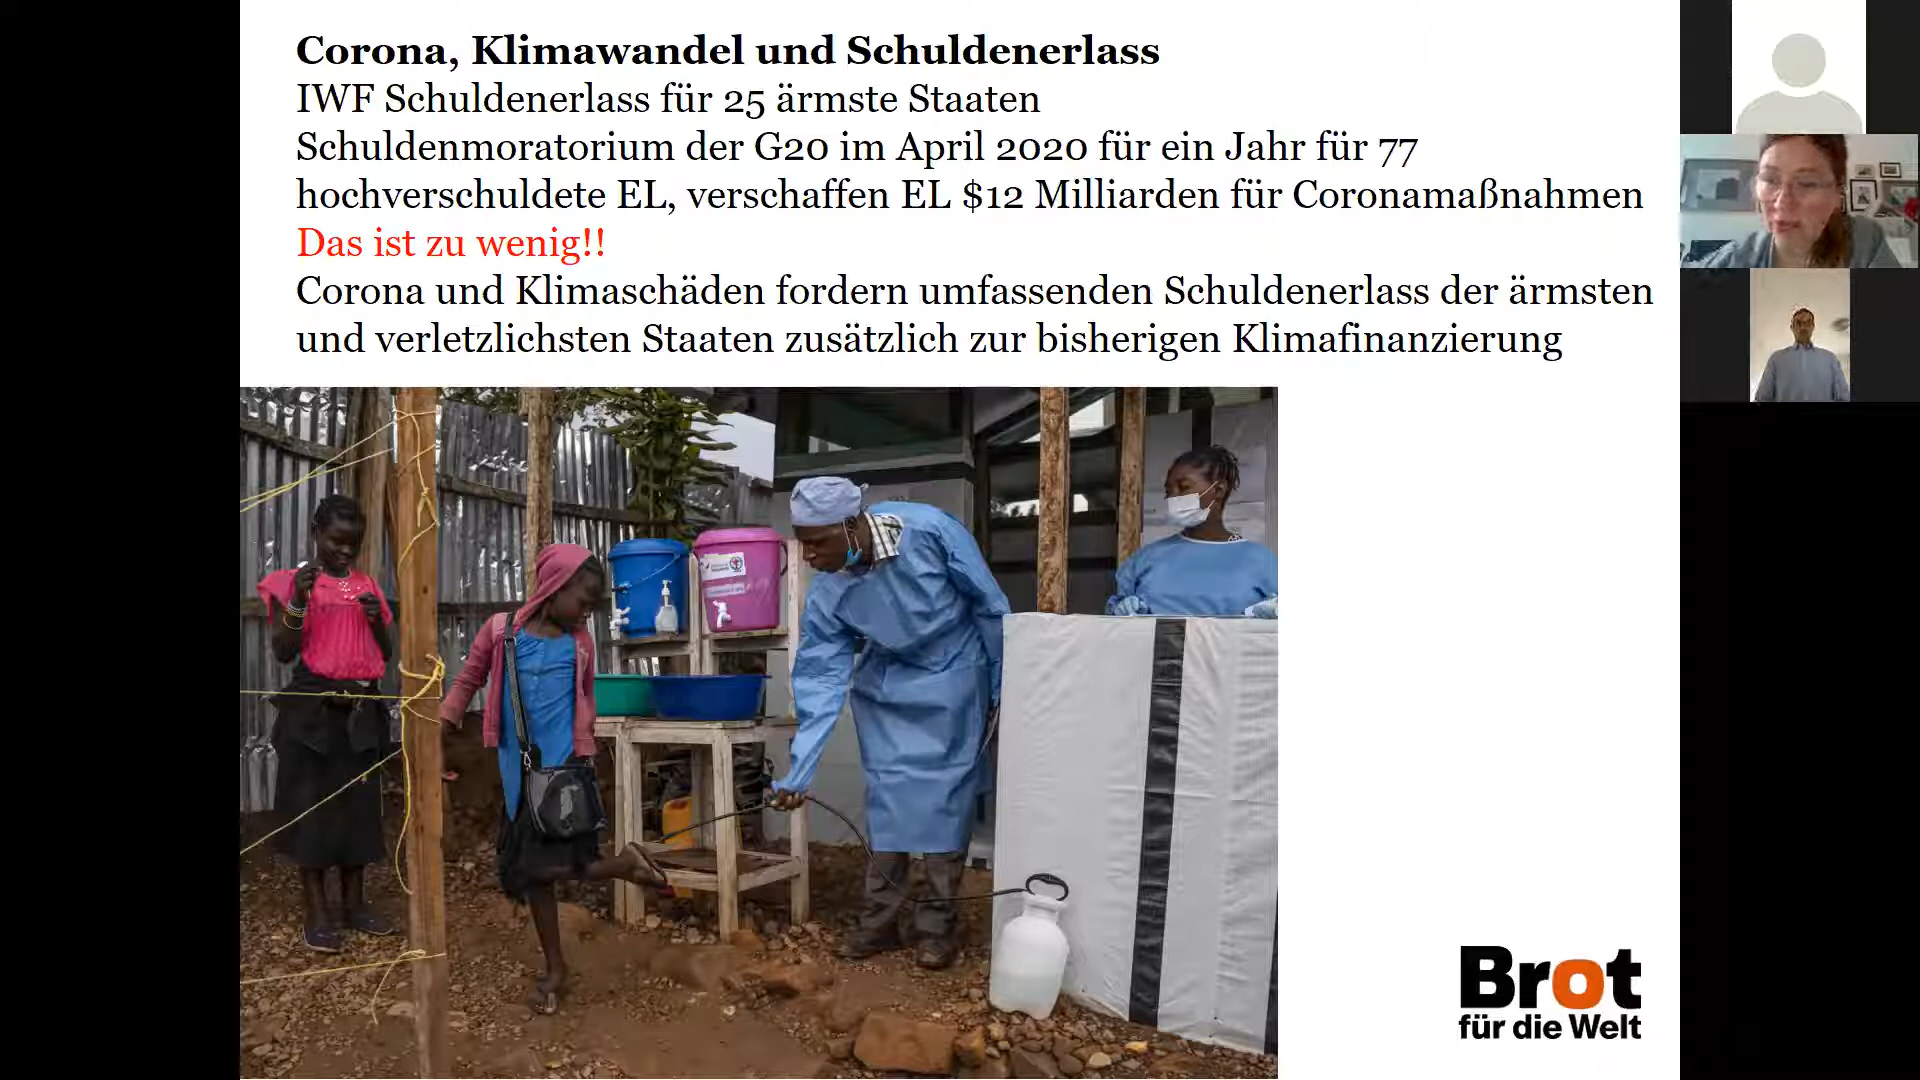 Corona, Klimawandel und Schuldenerlass
IWF Schuldenerlass für 25 ärmste Staaten
Schuldenmoratorium der G20 im April 2020 für ein Jahr für 77
hochverschuldete EL, verschaffen EL $12 Milliarden für Coronamaßnahmen
Das ist zu wenig!!
Corona und Klimaschäden fordern umfassenden Schuldenerlass der ärmsten
und verletzlichsten Staaten zusätzlich zur bisherigen Klimafinanzierung
Brot
für die Welt